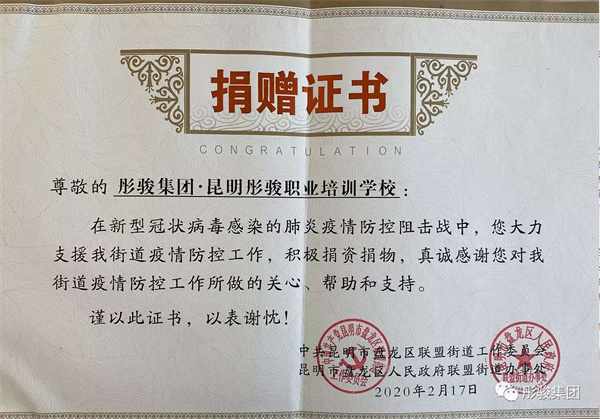 捐赠证书
CONGRATULATION
尊敬的 彤骏集团·昆明彤骏职业培训学校：
在新型冠状病毒感染的肺炎疫情防控阻击战中，您大力
支援我街道疫情防控工作，积极捐资捐物，真诚感谢您对我
街道疫情防控工作所做的关心、帮助和支持。
谨以此证书，以表谢忱！
中共昆明市盘龙区联盟街道工作委员会
昆明市盘龙区人民政府联盟街道办事处
2020年2月17日
彤骏集团